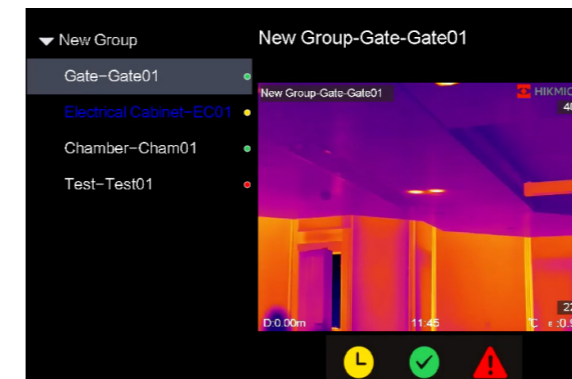 New Group
Gate-Gate01
Electrical Cabinet-EC01
Chamber-Cham01
Test-Test01
New Group-Gate-Gate01
New Group-Gate-Gate01
D:0.00m
11:45
℃